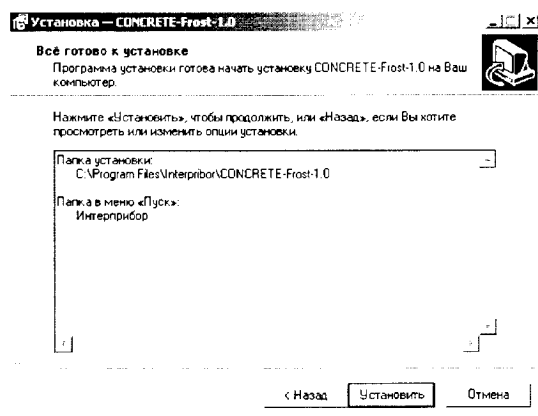 Установка — CONCRETE-Frost-1.0
Всё готово к установке
Программа установки готова начать установку CONCRETE-Frost-1.0 на Ваш
компьютер.
Нажмите «Установить», чтобы продолжить, или «Назад», если Вы хотите
просмотреть или изменить опции установки.
Папка установки:
C:\Program Files\Interpribor\CONCRETE-Frost-1.0
Папка в меню «Пуск»:
Интерприбор
< Назад
Установить
Отмена